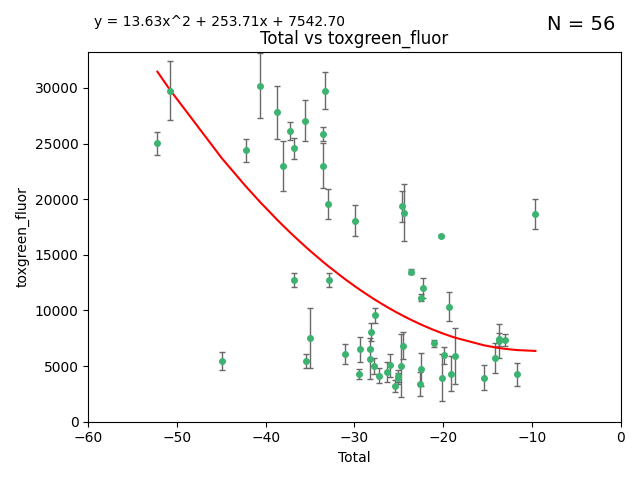 y = 13.63x^2 + 253.71x + 7542.70
N = 56
Total vs toxgreen_fluor
toxgreen_fluor
30000
25000
20000
15000
10000
5000
0
−60
−50
−40
−30
−20
−10
0
Total